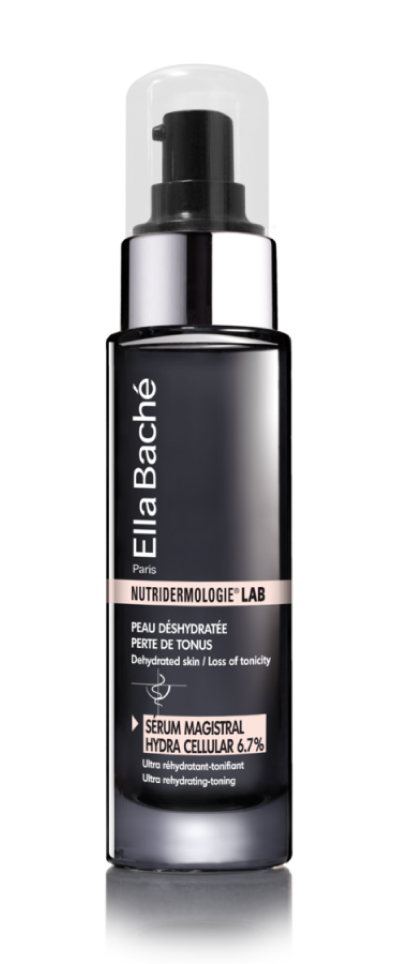 Ella Baché
Paris
NUTRIDERMOLOGIE® LAB
PEAU DÉSHYDRATÉE
PERTE DE TONUS
Dehydrated skin / Loss of tonicity
SÉRUM MAGISTRAL
HYDRA CELLULAR 6.7%
Ultra réhydratant-tonifiant
Ultra rehydrating-toning